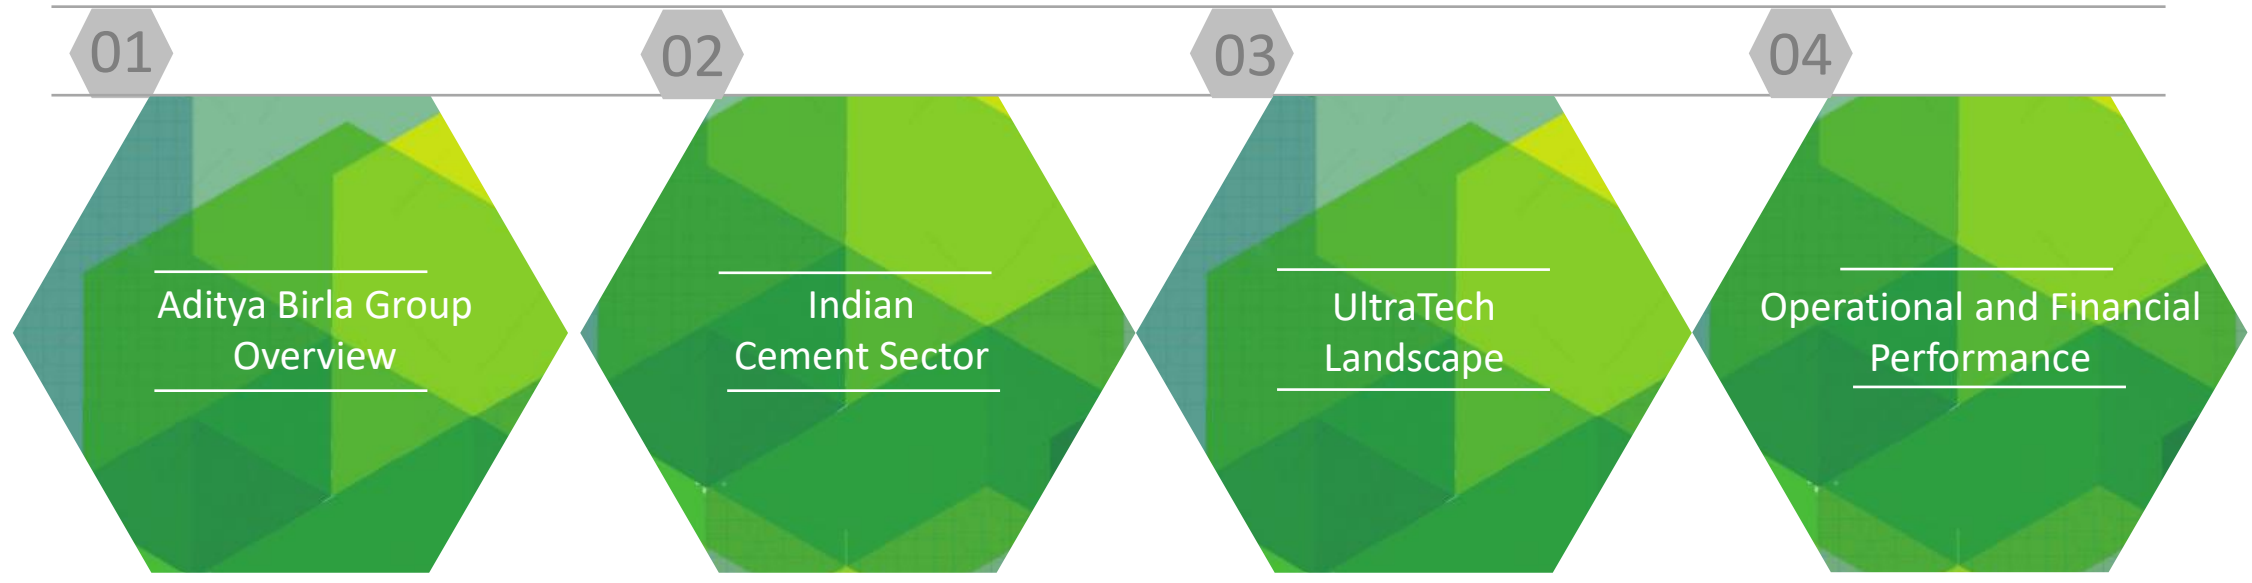 01
02
03
04
Aditya Birla Group
Overview
Indian
Cement Sector
UltraTech
Landscape
Operational and Financial
Performance